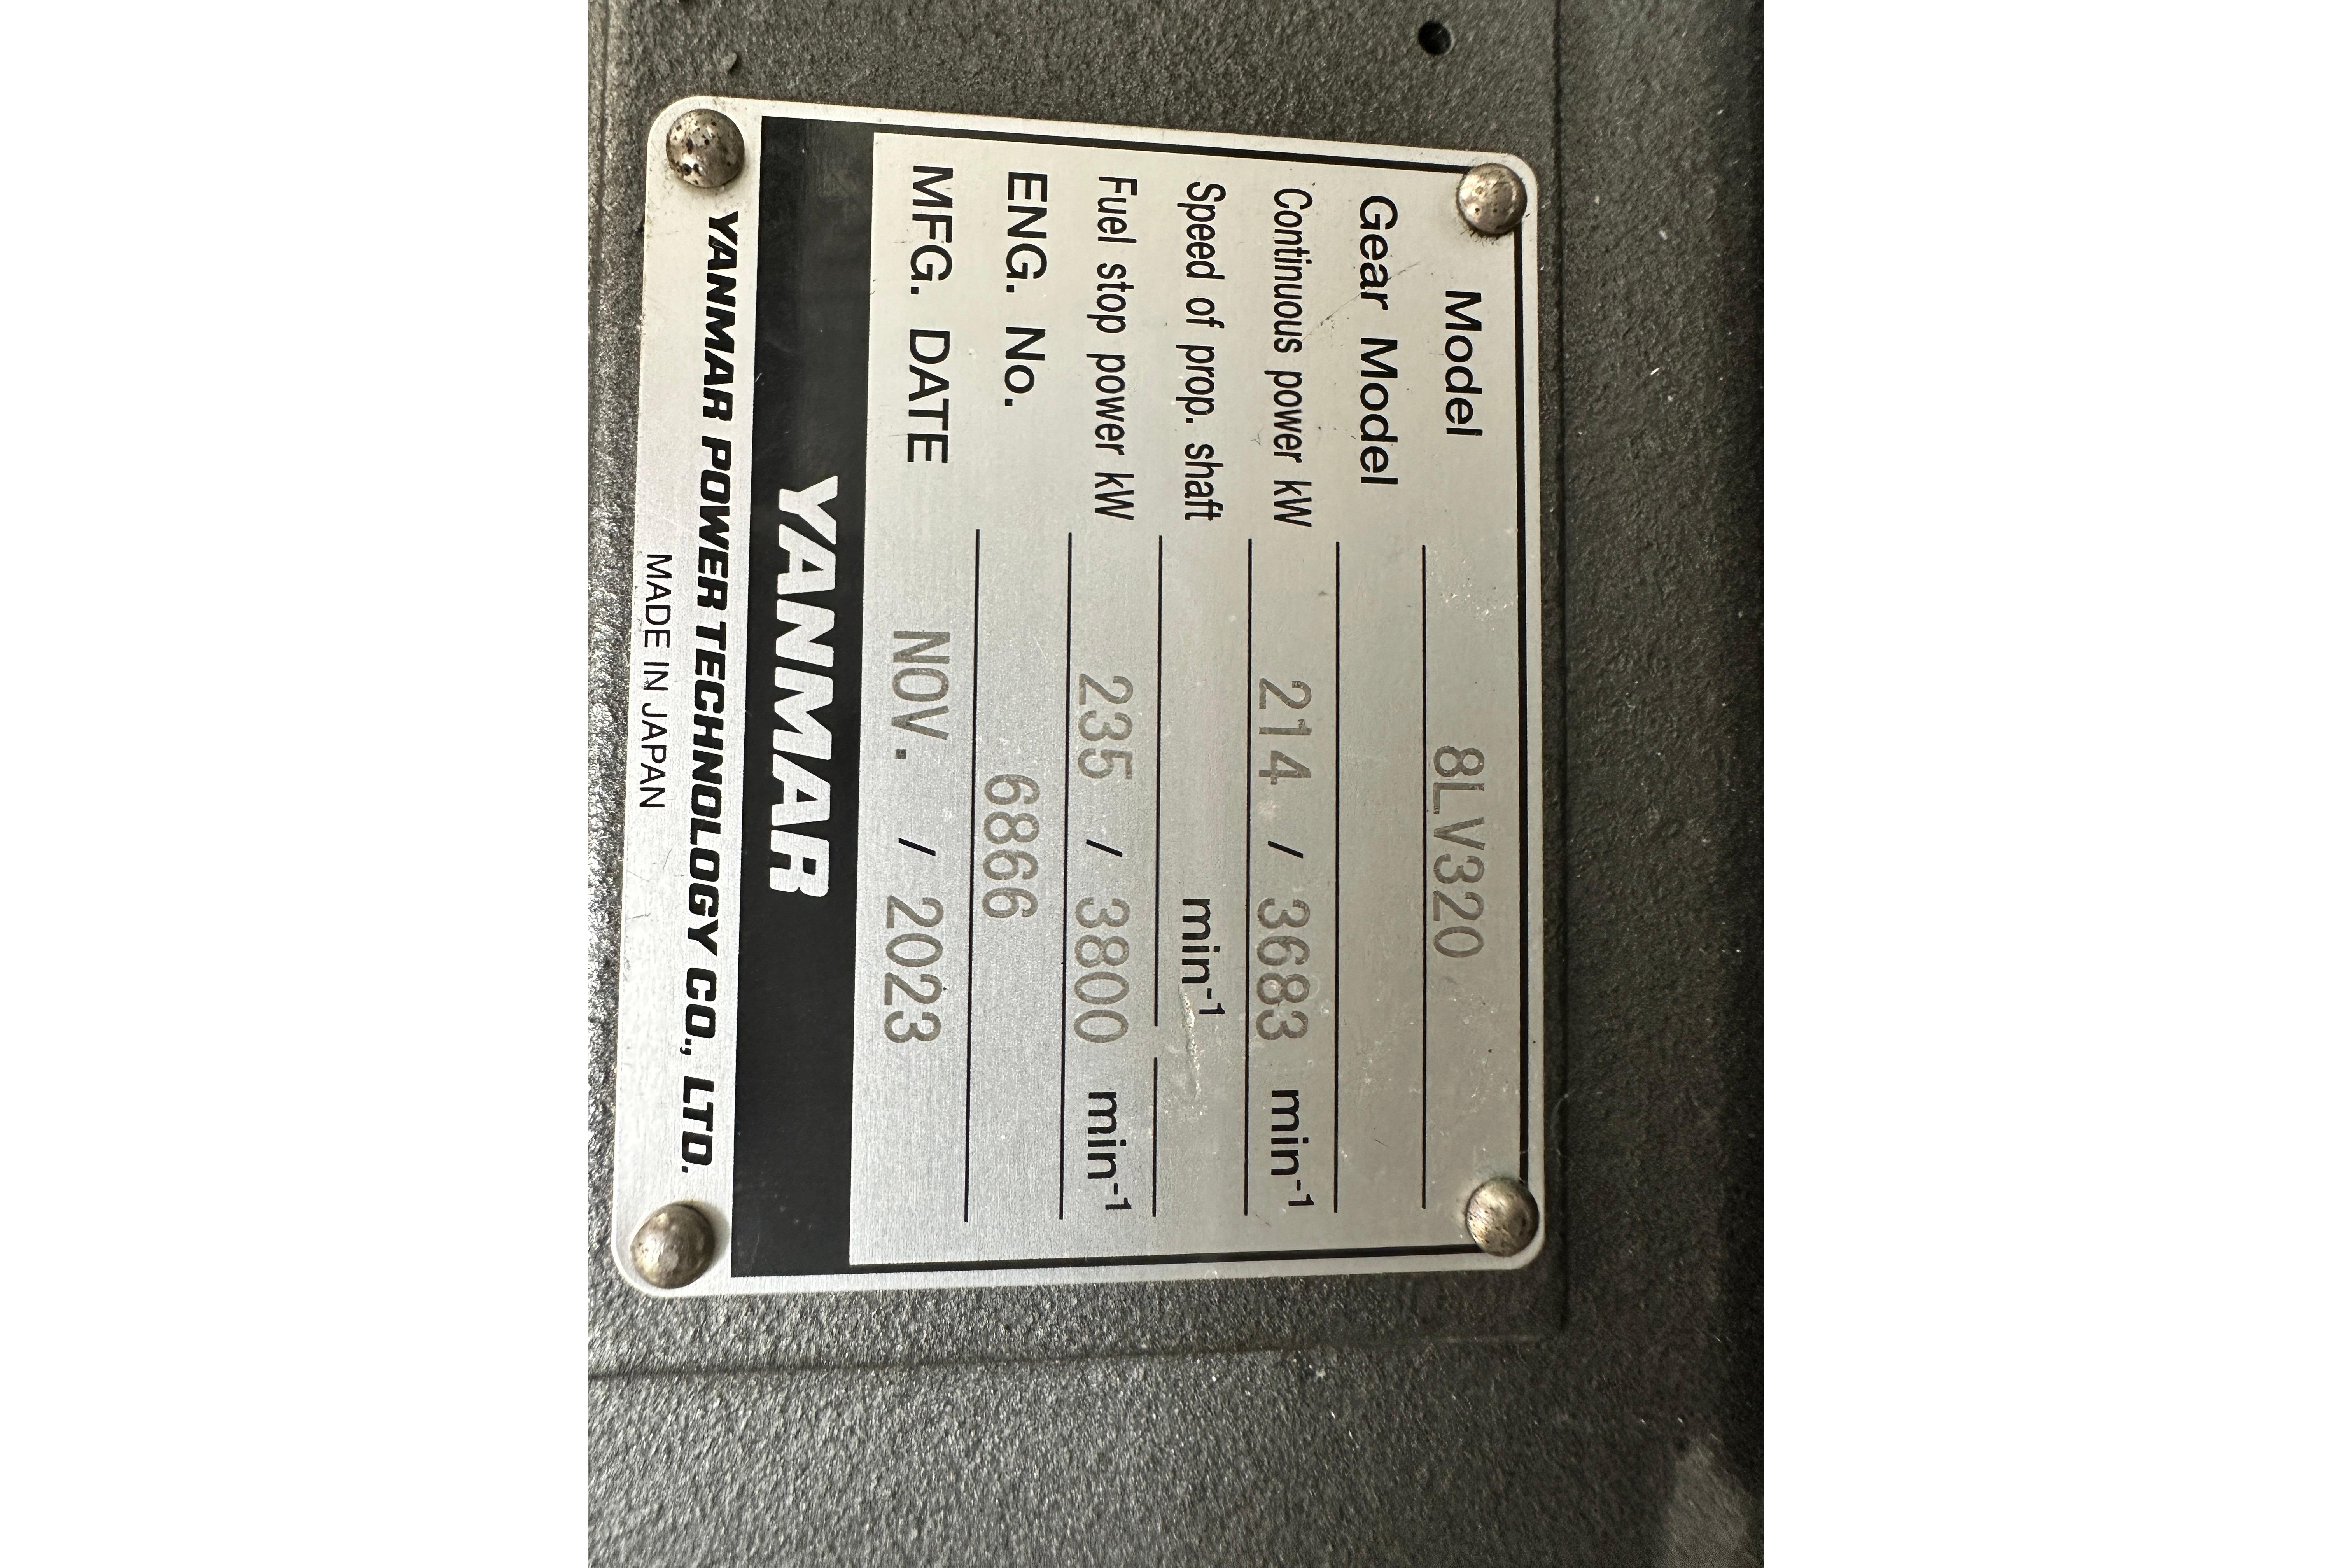 Model 8LV320
Gear Model
Continuous power kW 214 / 3683 min⁻¹
Speed of prop. shaft min⁻¹
Fuel stop power kW 235 / 3800 min⁻¹
ENG. No. 6866
MFG. DATE NOV. / 2023
YANMAR
YANMAR POWER TECHNOLOGY CO., LTD.
MADE IN JAPAN